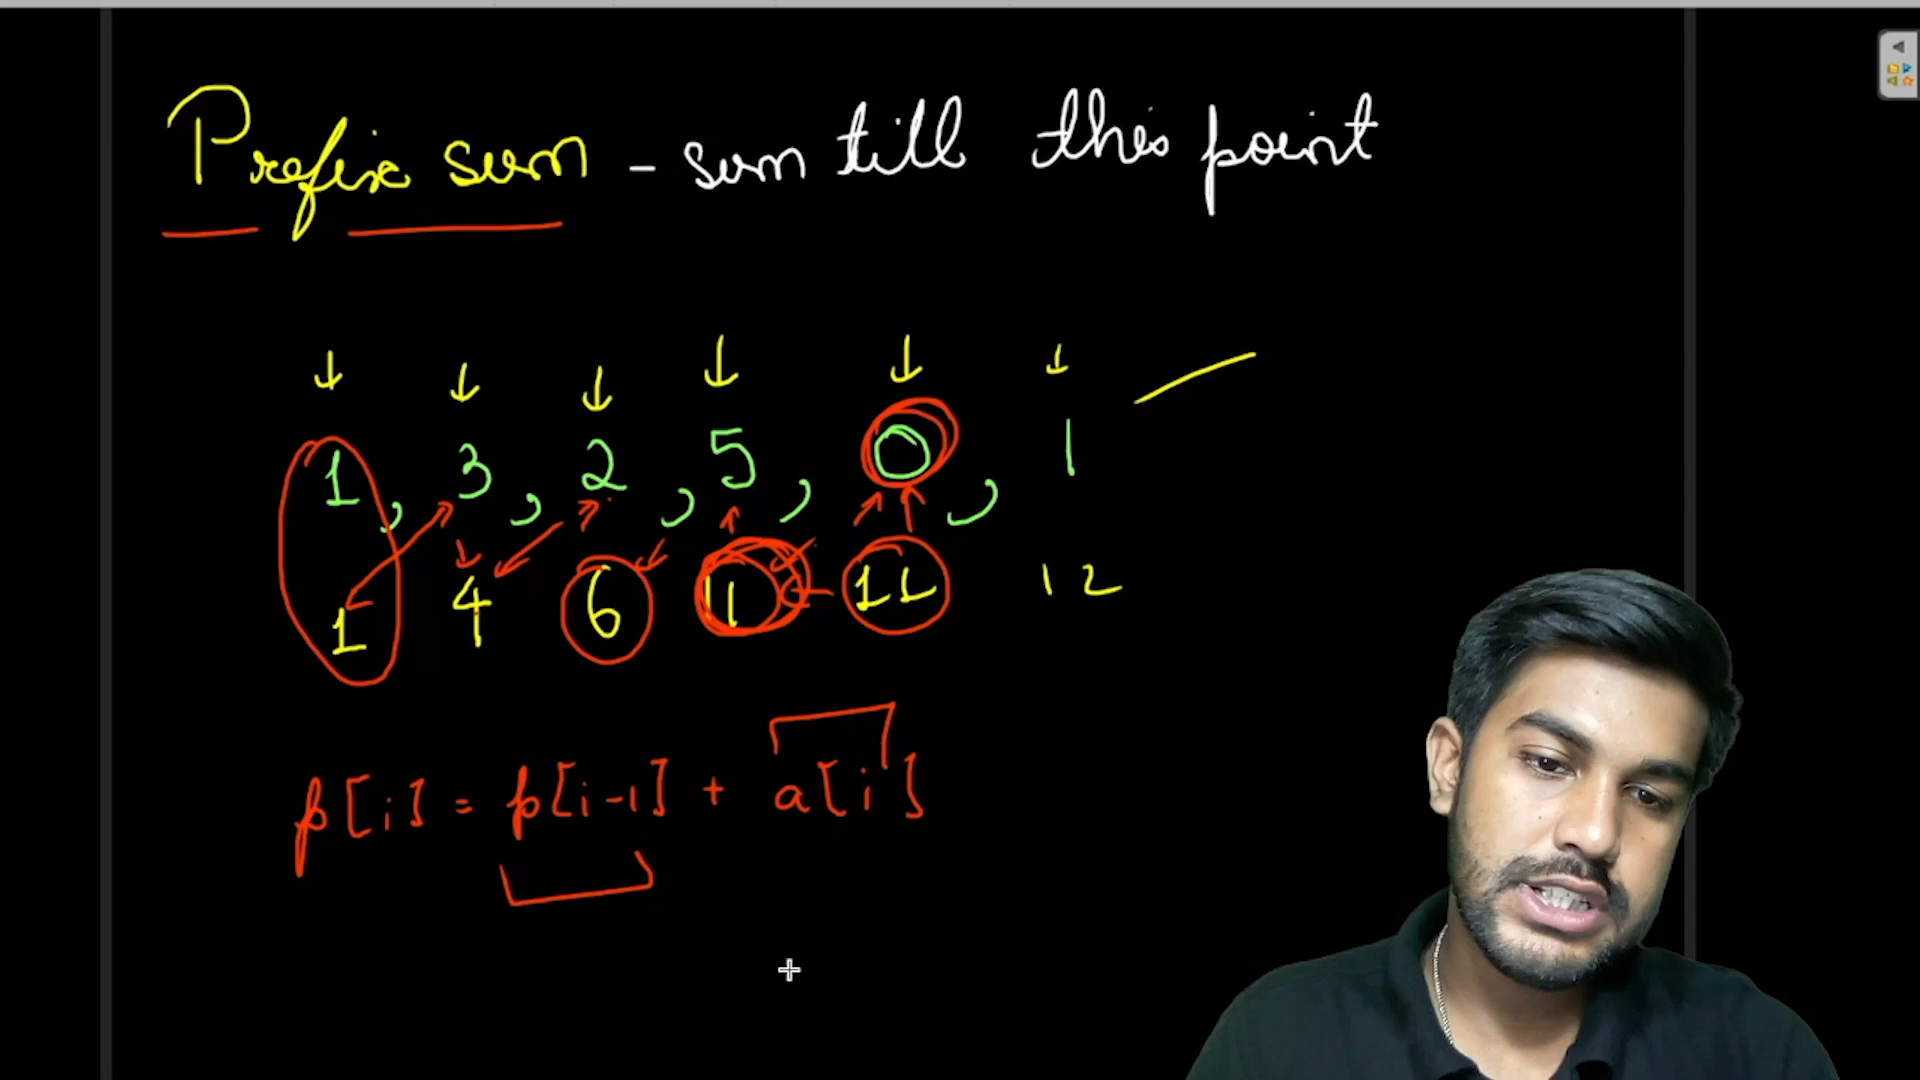 Prefix sum - sum till this point
1, 3, 2, 5, 0, 1
1 4 6 11 11 12
p[i] = p[i-1] + a[i]